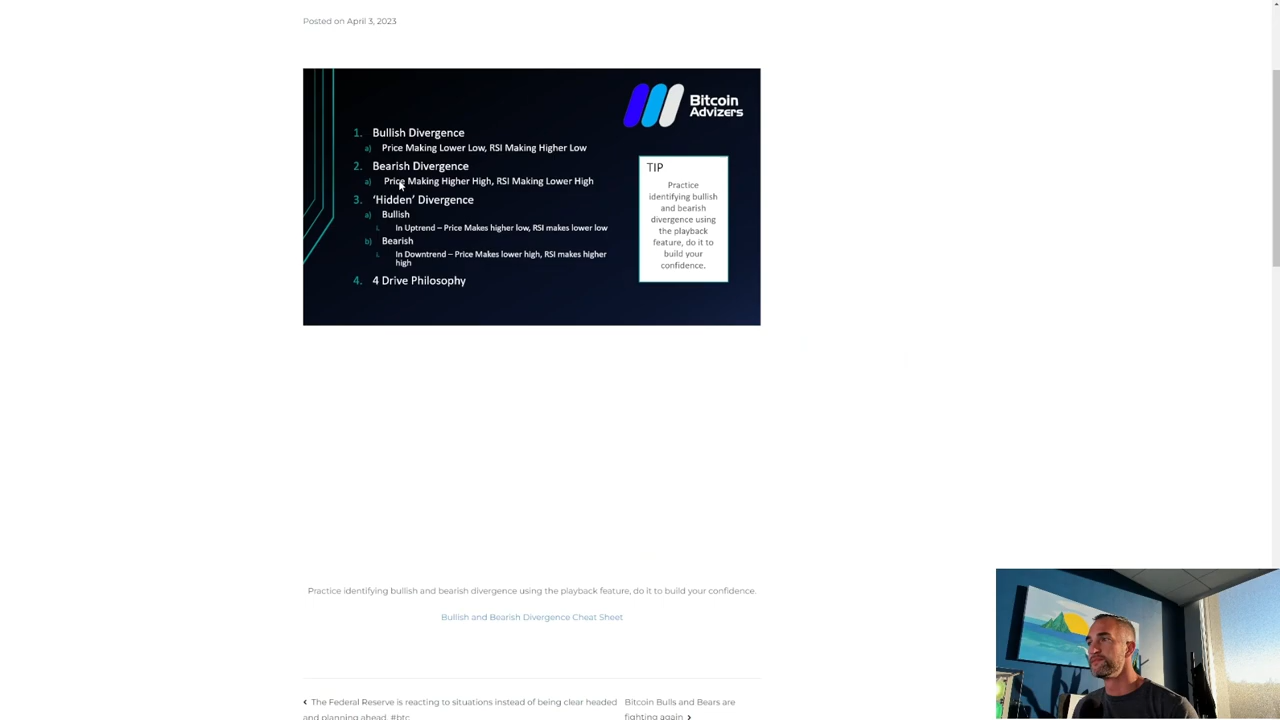 Posted on April 3, 2023
Bitcoin
Advizers
1. Bullish Divergence
a) Price Making Lower Low, RSI Making Higher Low
2. Bearish Divergence
a) Price Making Higher High, RSI Making Lower High
3. ‘Hidden’ Divergence
a) Bullish
i. In Uptrend – Price Makes higher low, RSI makes lower low
b) Bearish
i. In Downtrend – Price Makes lower high, RSI makes higher
high
4. 4 Drive Philosophy
TIP
Practice
identifying bullish
and bearish
divergence using
the playback
feature, do it to
build your
confidence.
Practice identifying bullish and bearish divergence using the playback feature, do it to build your confidence.
Bullish and Bearish Divergence Cheat Sheet
The Federal Reserve is reacting to situations instead of being clear headed
and planning ahead. #btc
Bitcoin Bulls and Bears are
fighting again